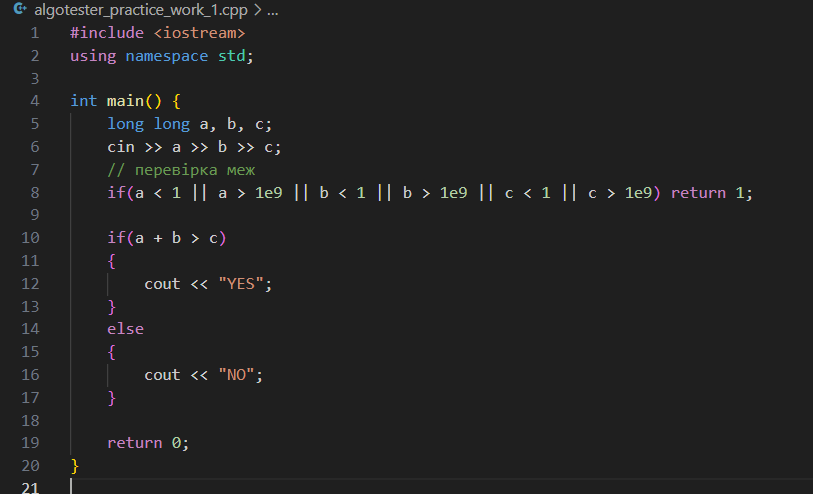 algotester_practice_work_1.cpp > ...
1 #include <iostream>
2 using namespace std;
3
4 int main() {
5     long long a, b, c;
6     cin >> a >> b >> c;
7     // перевірка меж
8     if(a < 1 || a > 1e9 || b < 1 || b > 1e9 || c < 1 || c > 1e9) return 1;
9
10     if(a + b > c)
11     {
12         cout << "YES";
13     }
14     else
15     {
16         cout << "NO";
17     }
18
19     return 0;
20 }
21